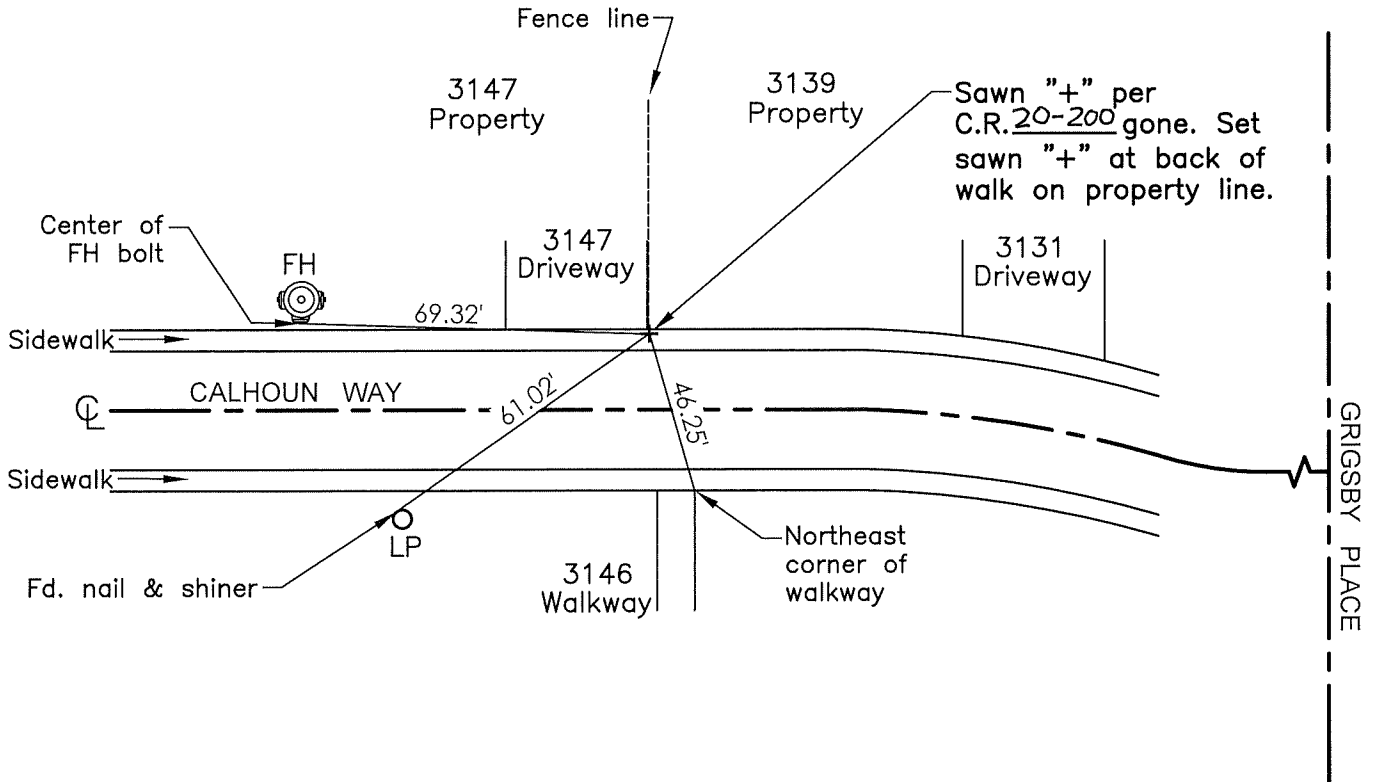 Fence line
3147
Property
3139
Property
Sawn "+" per
C.R. 20-200 gone. Set
sawn "+" at back of
walk on property line.
Center of
FH bolt
FH
3147
Driveway
3131
Driveway
69.32'
Sidewalk
CALHOUN WAY
CL
61.02'
46.25'
GRIGSBY PLACE
Sidewalk
LP
Fd. nail & shiner
3146
Walkway
Northeast
corner of
walkway